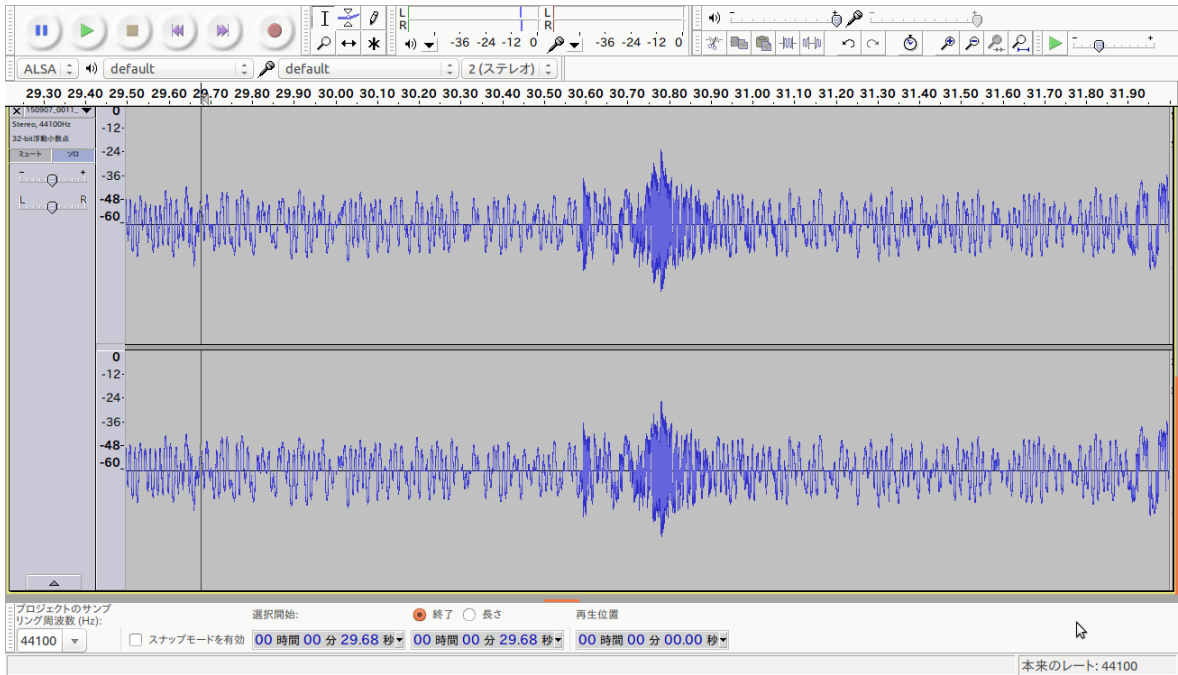 L
R
-36 -24 -12 0
L
R
-36 -24 -12 0
ALSA
default
default
2 (ステレオ)
29.30 29.40 29.50 29.60 29.70 29.80 29.90 30.00 30.10 30.20 30.30 30.40 30.50 30.60 30.70 30.80 30.90 31.00 31.10 31.20 31.30 31.40 31.50 31.60 31.70 31.80 31.90
150907_0011_
Stereo, 44100Hz
32-bit浮動小数点
ミュート ソロ
- +
L R
0
-12
-24
-36
-48
-60
0
-12
-24
-36
-48
-60
プロジェクトのサンプ
リング周波数 (Hz):
44100
スナップモードを有効
選択開始:
終了 長さ
再生位置
00 時間 00 分 29.68 秒
00 時間 00 分 29.68 秒
00 時間 00 分 00.00 秒
本来のレート: 44100